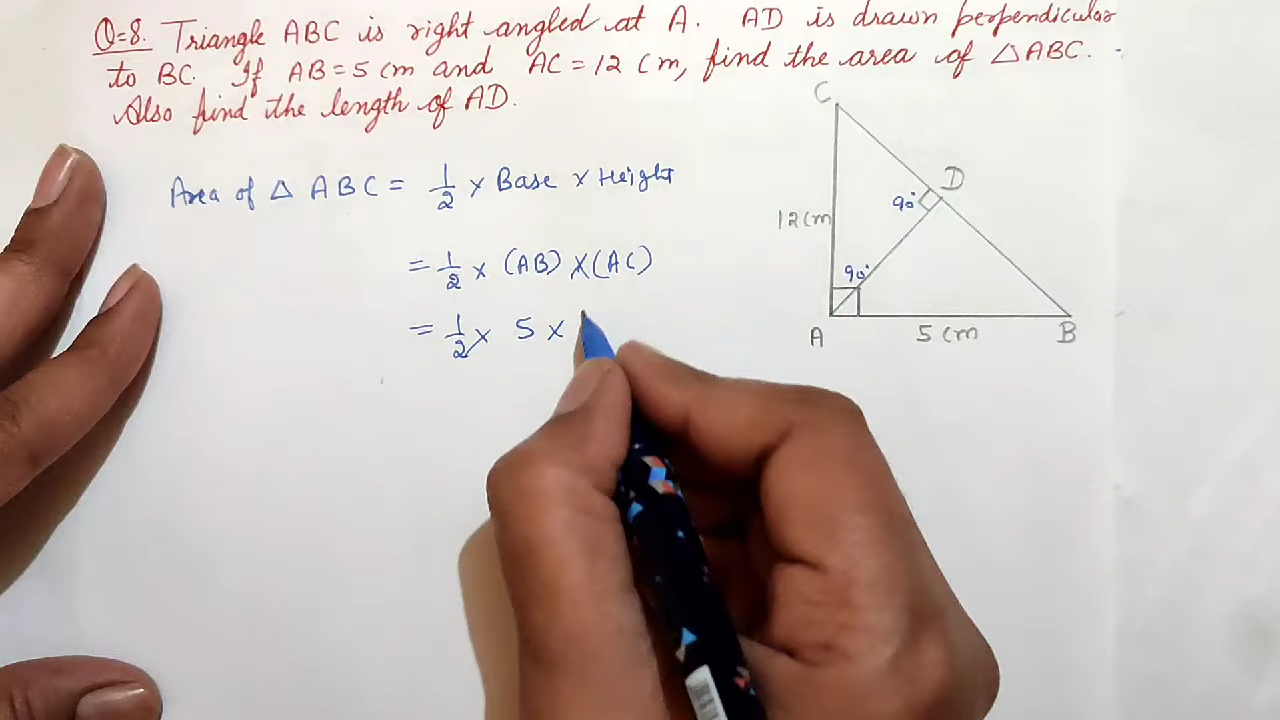 Q=8. Triangle ABC is right angled at A. AD is drawn perpendicular
to BC. If AB = 5 cm and AC = 12 cm, find the area of △ ABC.
Also find the length of AD.
Area of △ ABC = 1/2 × Base × Height
= 1/2 × (AB) × (AC)
= 1/2 × 5 ×
C
D
90°
12 cm
90°
A
5 cm
B